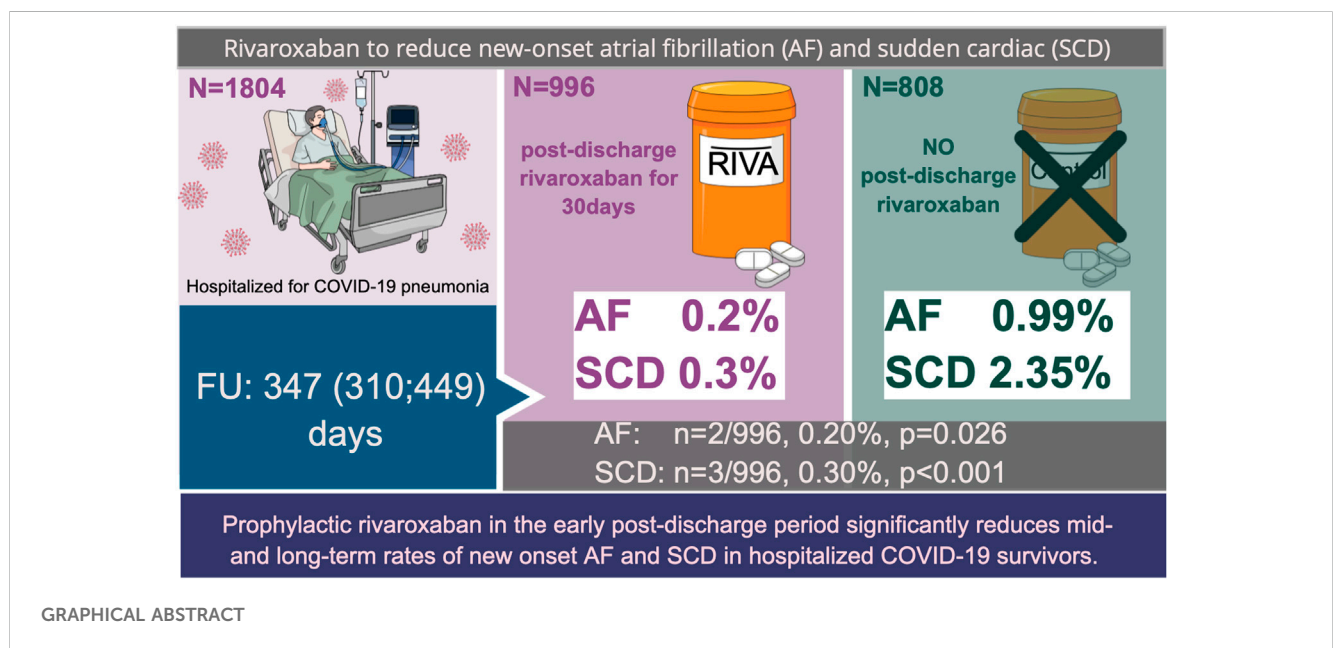 Rivaroxaban to reduce new-onset atrial fibrillation (AF) and sudden cardiac (SCD)
N=1804
Hospitalized for COVID-19 pneumonia
FU: 347 (310;449)
days
N=996
post-discharge
rivaroxaban for
30days
RIVA
AF 0.2%
SCD 0.3%
N=808
NO
post-discharge
rivaroxaban
Control
AF 0.99%
SCD 2.35%
AF: n=2/996, 0.20%, p=0.026
SCD: n=3/996, 0.30%, p<0.001
Prophylactic rivaroxaban in the early post-discharge period significantly reduces mid-
and long-term rates of new onset AF and SCD in hospitalized COVID-19 survivors.
GRAPHICAL ABSTRACT